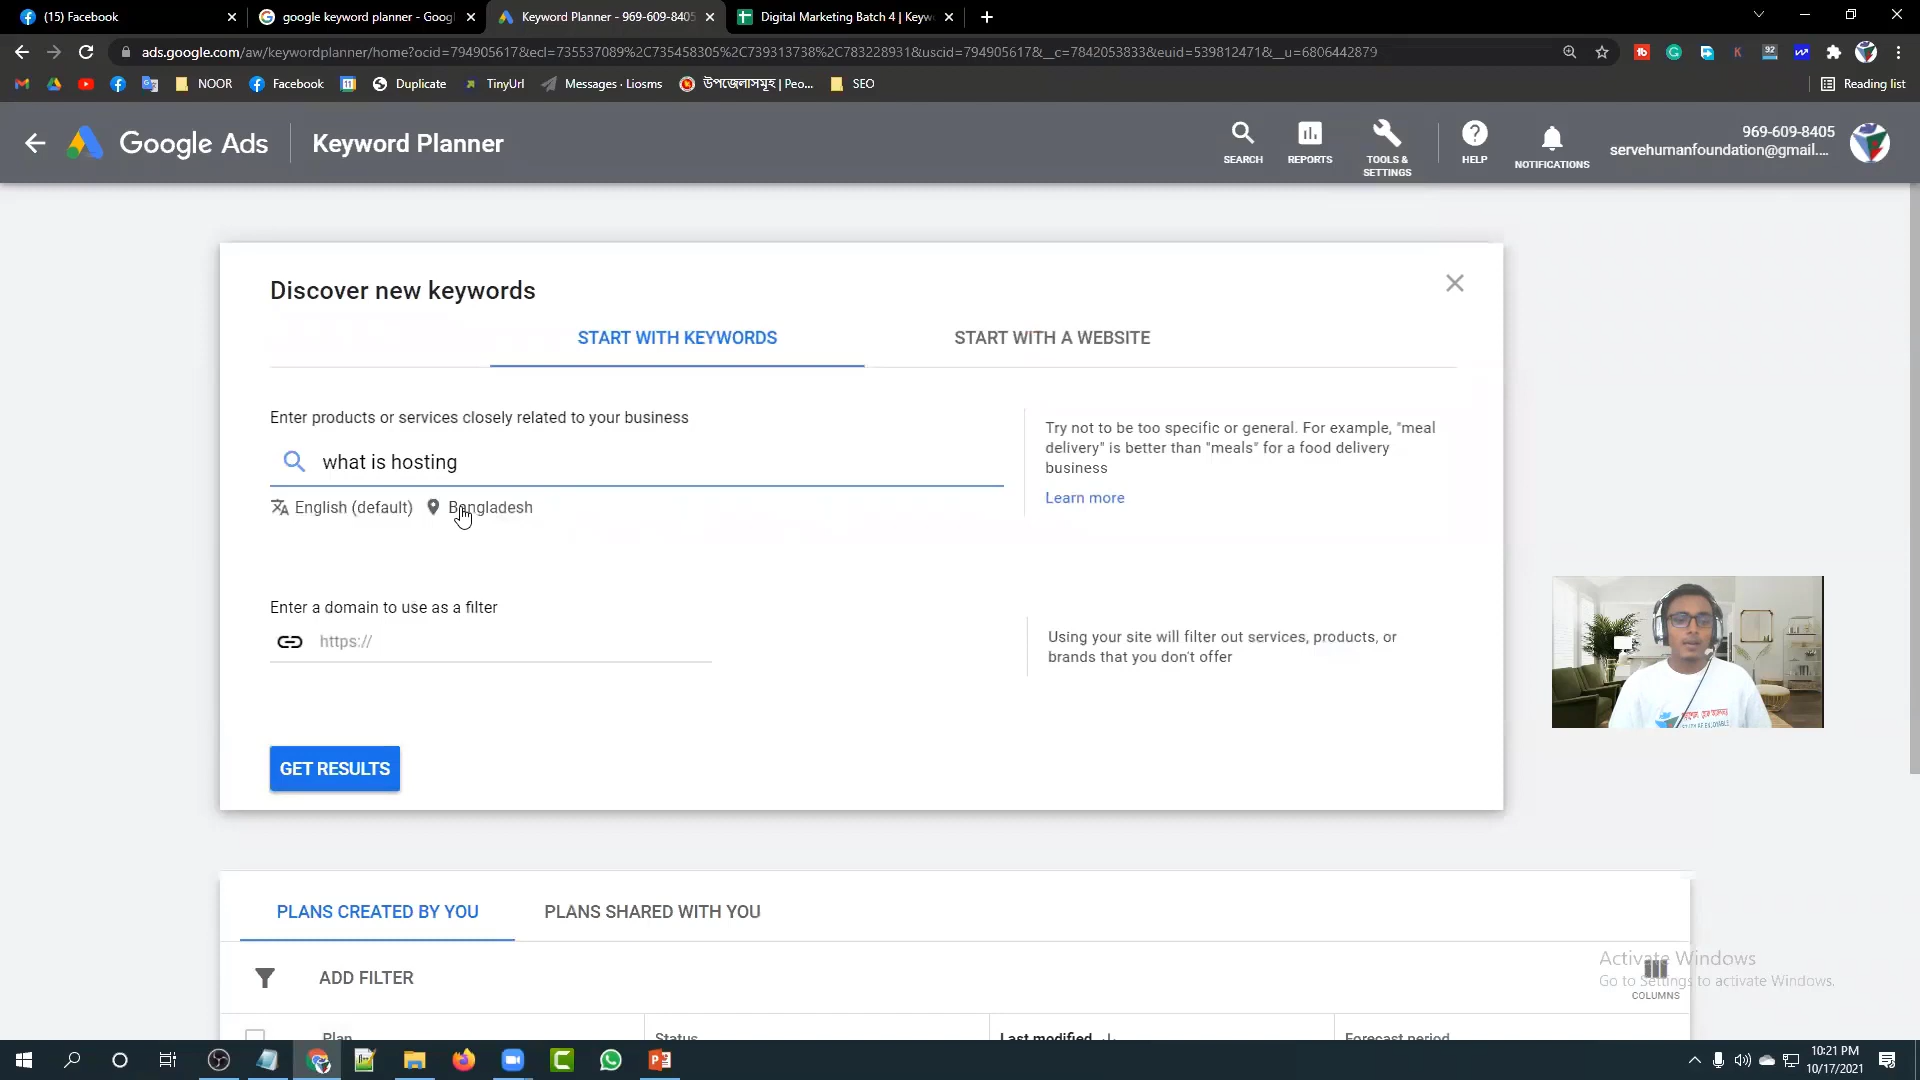 (15) Facebook
google keyword planner - Googl
Keyword Planner - 969-609-8405
Digital Marketing Batch 4 | Keyw
ads.google.com/aw/keywordplanner/home?ocid=794905617&ecl=735537089%2C735458305%2C739313738%2C783228931&uscid=794905617&__c=7842053833&euid=539812471&__u=6806442879
NOOR
Facebook
Duplicate
TinyUrl
Messages · Liosms
উপজেলাসমূহ | Peo...
SEO
Reading list
Google Ads
Keyword Planner
SEARCH
REPORTS
TOOLS & SETTINGS
HELP
NOTIFICATIONS
969-609-8405
servehumanfoundation@gmail....
Discover new keywords
START WITH KEYWORDS
START WITH A WEBSITE
Enter products or services closely related to your business
what is hosting
English (default)
Bangladesh
Try not to be too specific or general. For example, "meal
delivery" is better than "meals" for a food delivery
business
Learn more
Enter a domain to use as a filter
https://
Using your site will filter out services, products, or
brands that you don't offer
GET RESULTS
PLANS CREATED BY YOU
PLANS SHARED WITH YOU
ADD FILTER
COLUMNS
Activate Windows
Go to Settings to activate Windows.
Plan
Status
Last modified
Forecast period
10:21 PM
10/17/2021